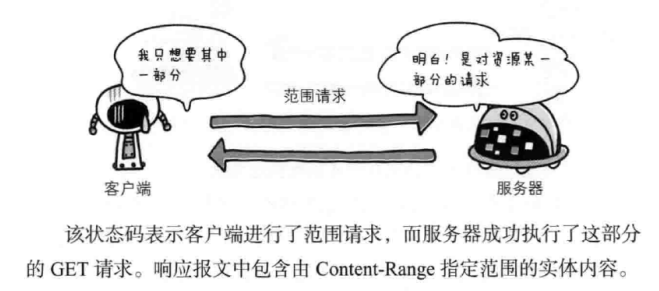 我只想要其中
一部分
明白！是对资源某一
部分的请求
范围请求
客户端
服务器
该状态码表示客户端进行了范围请求，而服务器成功执行了这部分
的 GET 请求。响应报文中包含由 Content-Range 指定范围的实体内容。